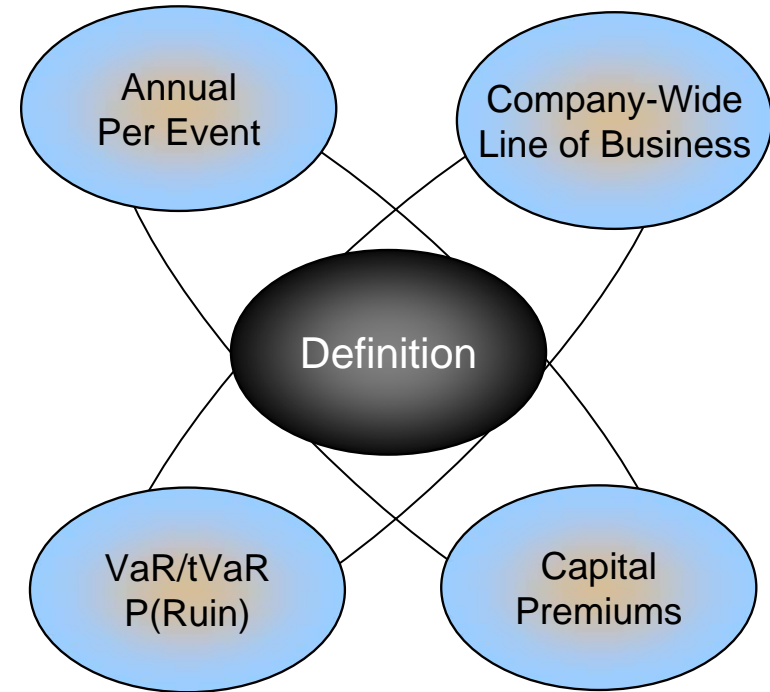 Annual
Per Event
Company-Wide
Line of Business
Definition
VaR/tVaR
P(Ruin)
Capital
Premiums